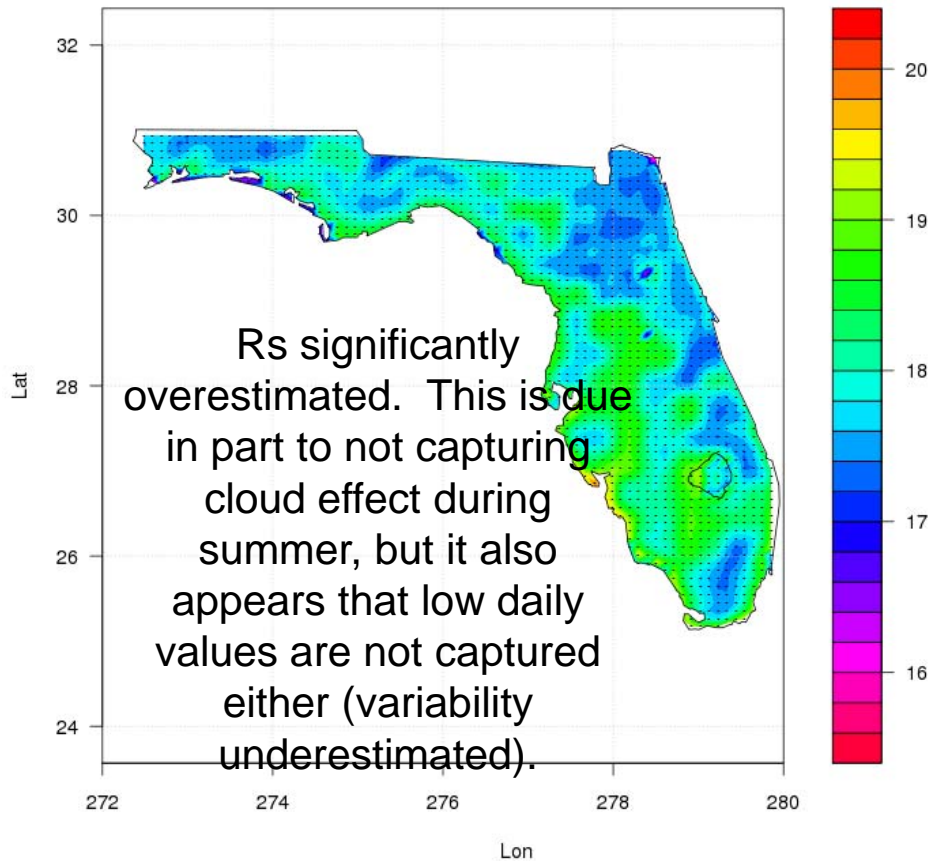 32
30
28
26
24
Lat
272
274
276
278
280
Lon
20
19
18
17
16
Rs significantly
overestimated.  This is due
in part to not capturing
cloud effect during
summer, but it also
appears that low daily
values are not captured
either (variability
underestimated).